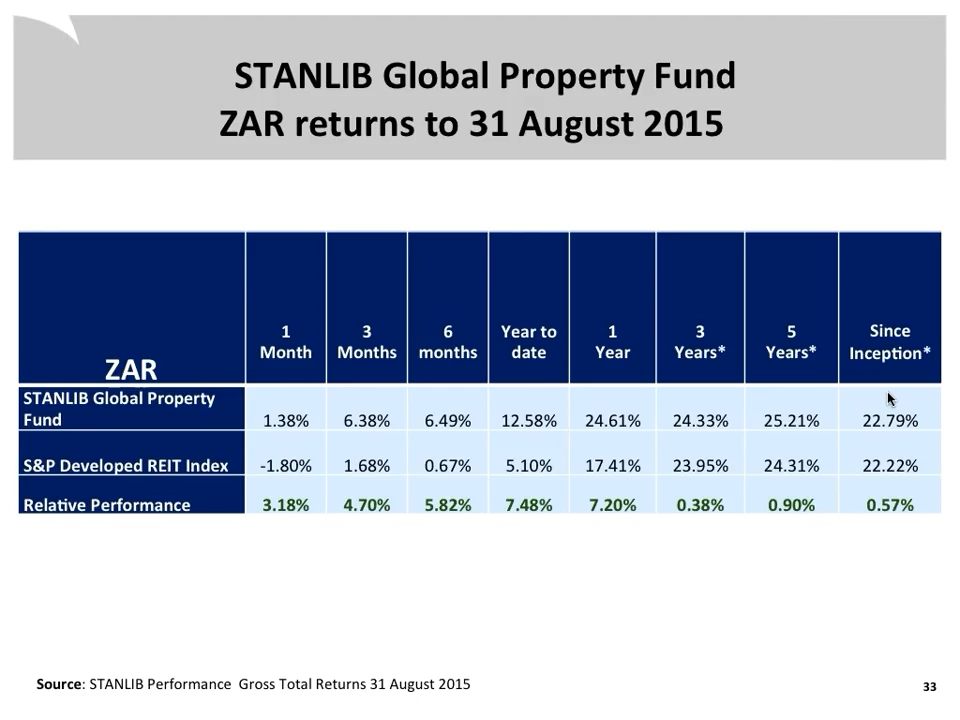 STANLIB Global Property Fund
ZAR returns to 31 August 2015
ZAR
1 Month
3 Months
6 months
Year to date
1 Year
3 Years*
5 Years*
Since Inception*
STANLIB Global Property Fund 1.38% 6.38% 6.49% 12.58% 24.61% 24.33% 25.21% 22.79%
S&P Developed REIT Index -1.80% 1.68% 0.67% 5.10% 17.41% 23.95% 24.31% 22.22%
Relative Performance 3.18% 4.70% 5.82% 7.48% 7.20% 0.38% 0.90% 0.57%
Source: STANLIB Performance Gross Total Returns 31 August 2015
33